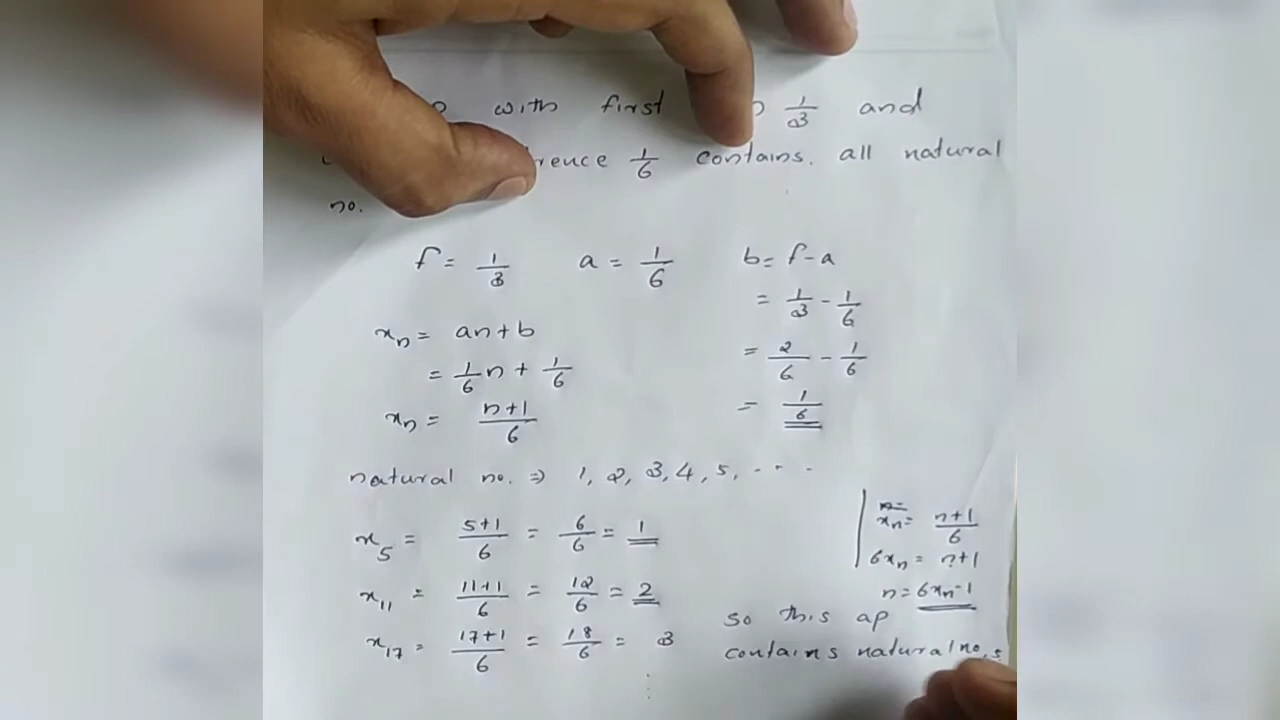 with first 1/3 and
rence 1/6 contains. all natural
no.
f = 1/3 a = 1/6 b = f - a
= 1/3 - 1/6
xn = an + b
= 2/6 - 1/6
= 1/6 n + 1/6
= 1/6
xn = n+1/6
natural no. ⇒ 1, 2, 3, 4, 5, - - -
x5 = 5+1/6 = 6/6 = 1
xn = n+1/6
6xn = n+1
x11 = 11+1/6 = 12/6 = 2
n = 6xn-1
x17 = 17+1/6 = 18/6 = 3
so this ap
contains natural no.s